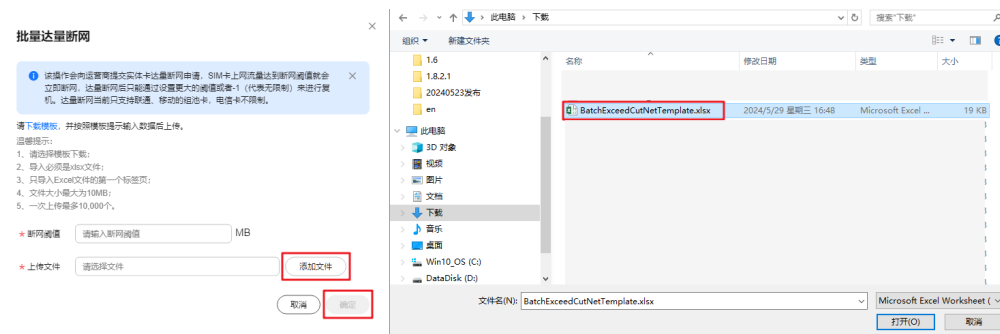 批量达量断网
该操作会向运营商提交实体卡达量断网申请，SIM卡上网流量达到断网阈值就会
立即断网，达量断网后只能通过设置更大的阈值或者-1（代表无限制）来进行复
机。达量断网当前只支持联通、移动的组池卡，电信卡不限制。
请下载模板，并按照模板提示输入数据后上传。
温馨提示：
1、请选择模板下载；
2、导入必须是xlsx文件；
3、只导入Excel文件的第一个标签页；
4、文件大小最大为10MB；
5、一次上传最多10,000个。
* 断网阈值 请输入断网阈值 MB
* 上传文件 请选择文件 添加文件
取消 确定
此电脑 > 下载
搜索"下载"
组织 新建文件夹
名称 修改日期 类型 大小
1.6
1.8.2.1
20240523发布
en
此电脑
3D 对象
视频
图片
文档
下载
音乐
桌面
Win10_OS (C:)
DataDisk (D:)
BatchExceedCutNetTemplate.xlsx 2024/5/29 星期三 16:48 Microsoft Excel ... 19 KB
文件名(N): BatchExceedCutNetTemplate.xlsx Microsoft Excel Worksheet (
打开(O) 取消